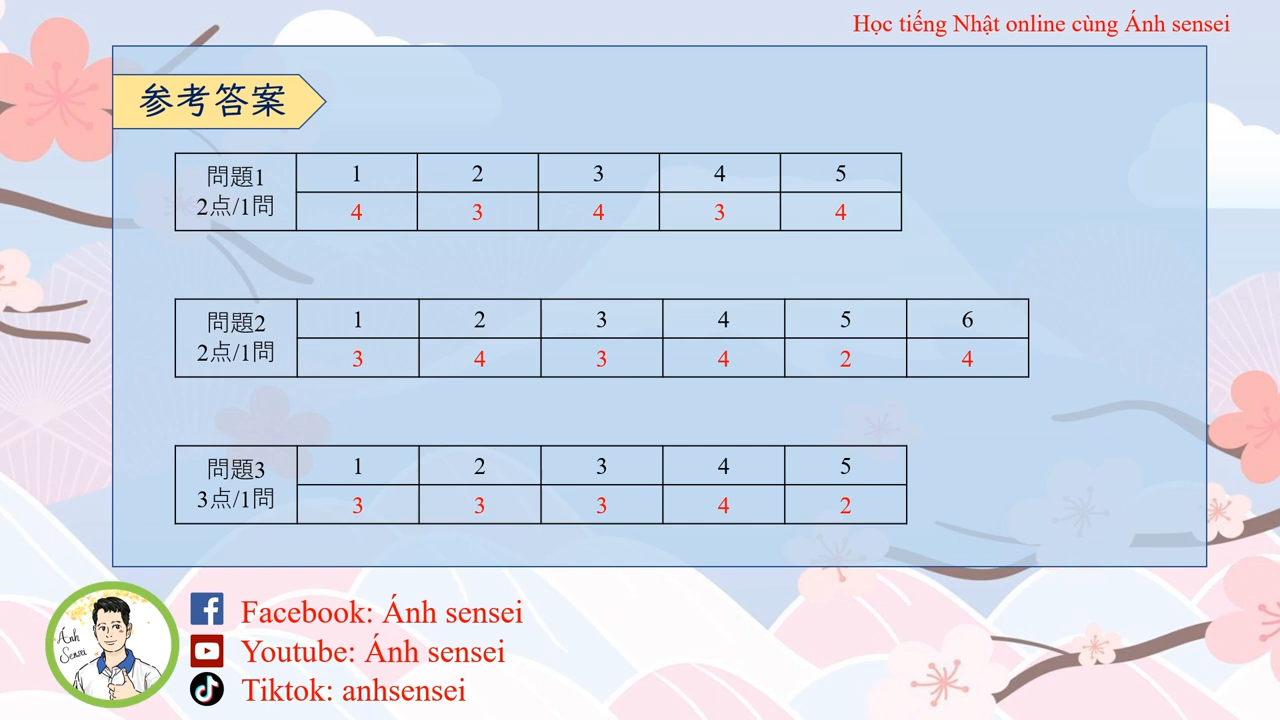 Học tiếng Nhật online cùng Ánh sensei
参考答案
問題1 1 2 3 4 5
2点/1問 4 3 4 3 4
問題2 1 2 3 4 5 6
2点/1問 3 4 3 4 2 4
問題3 1 2 3 4 5
3点/1問 3 3 3 4 2
Ánh
Sensei
Facebook: Ánh sensei
Youtube: Ánh sensei
Tiktok: anhsensei